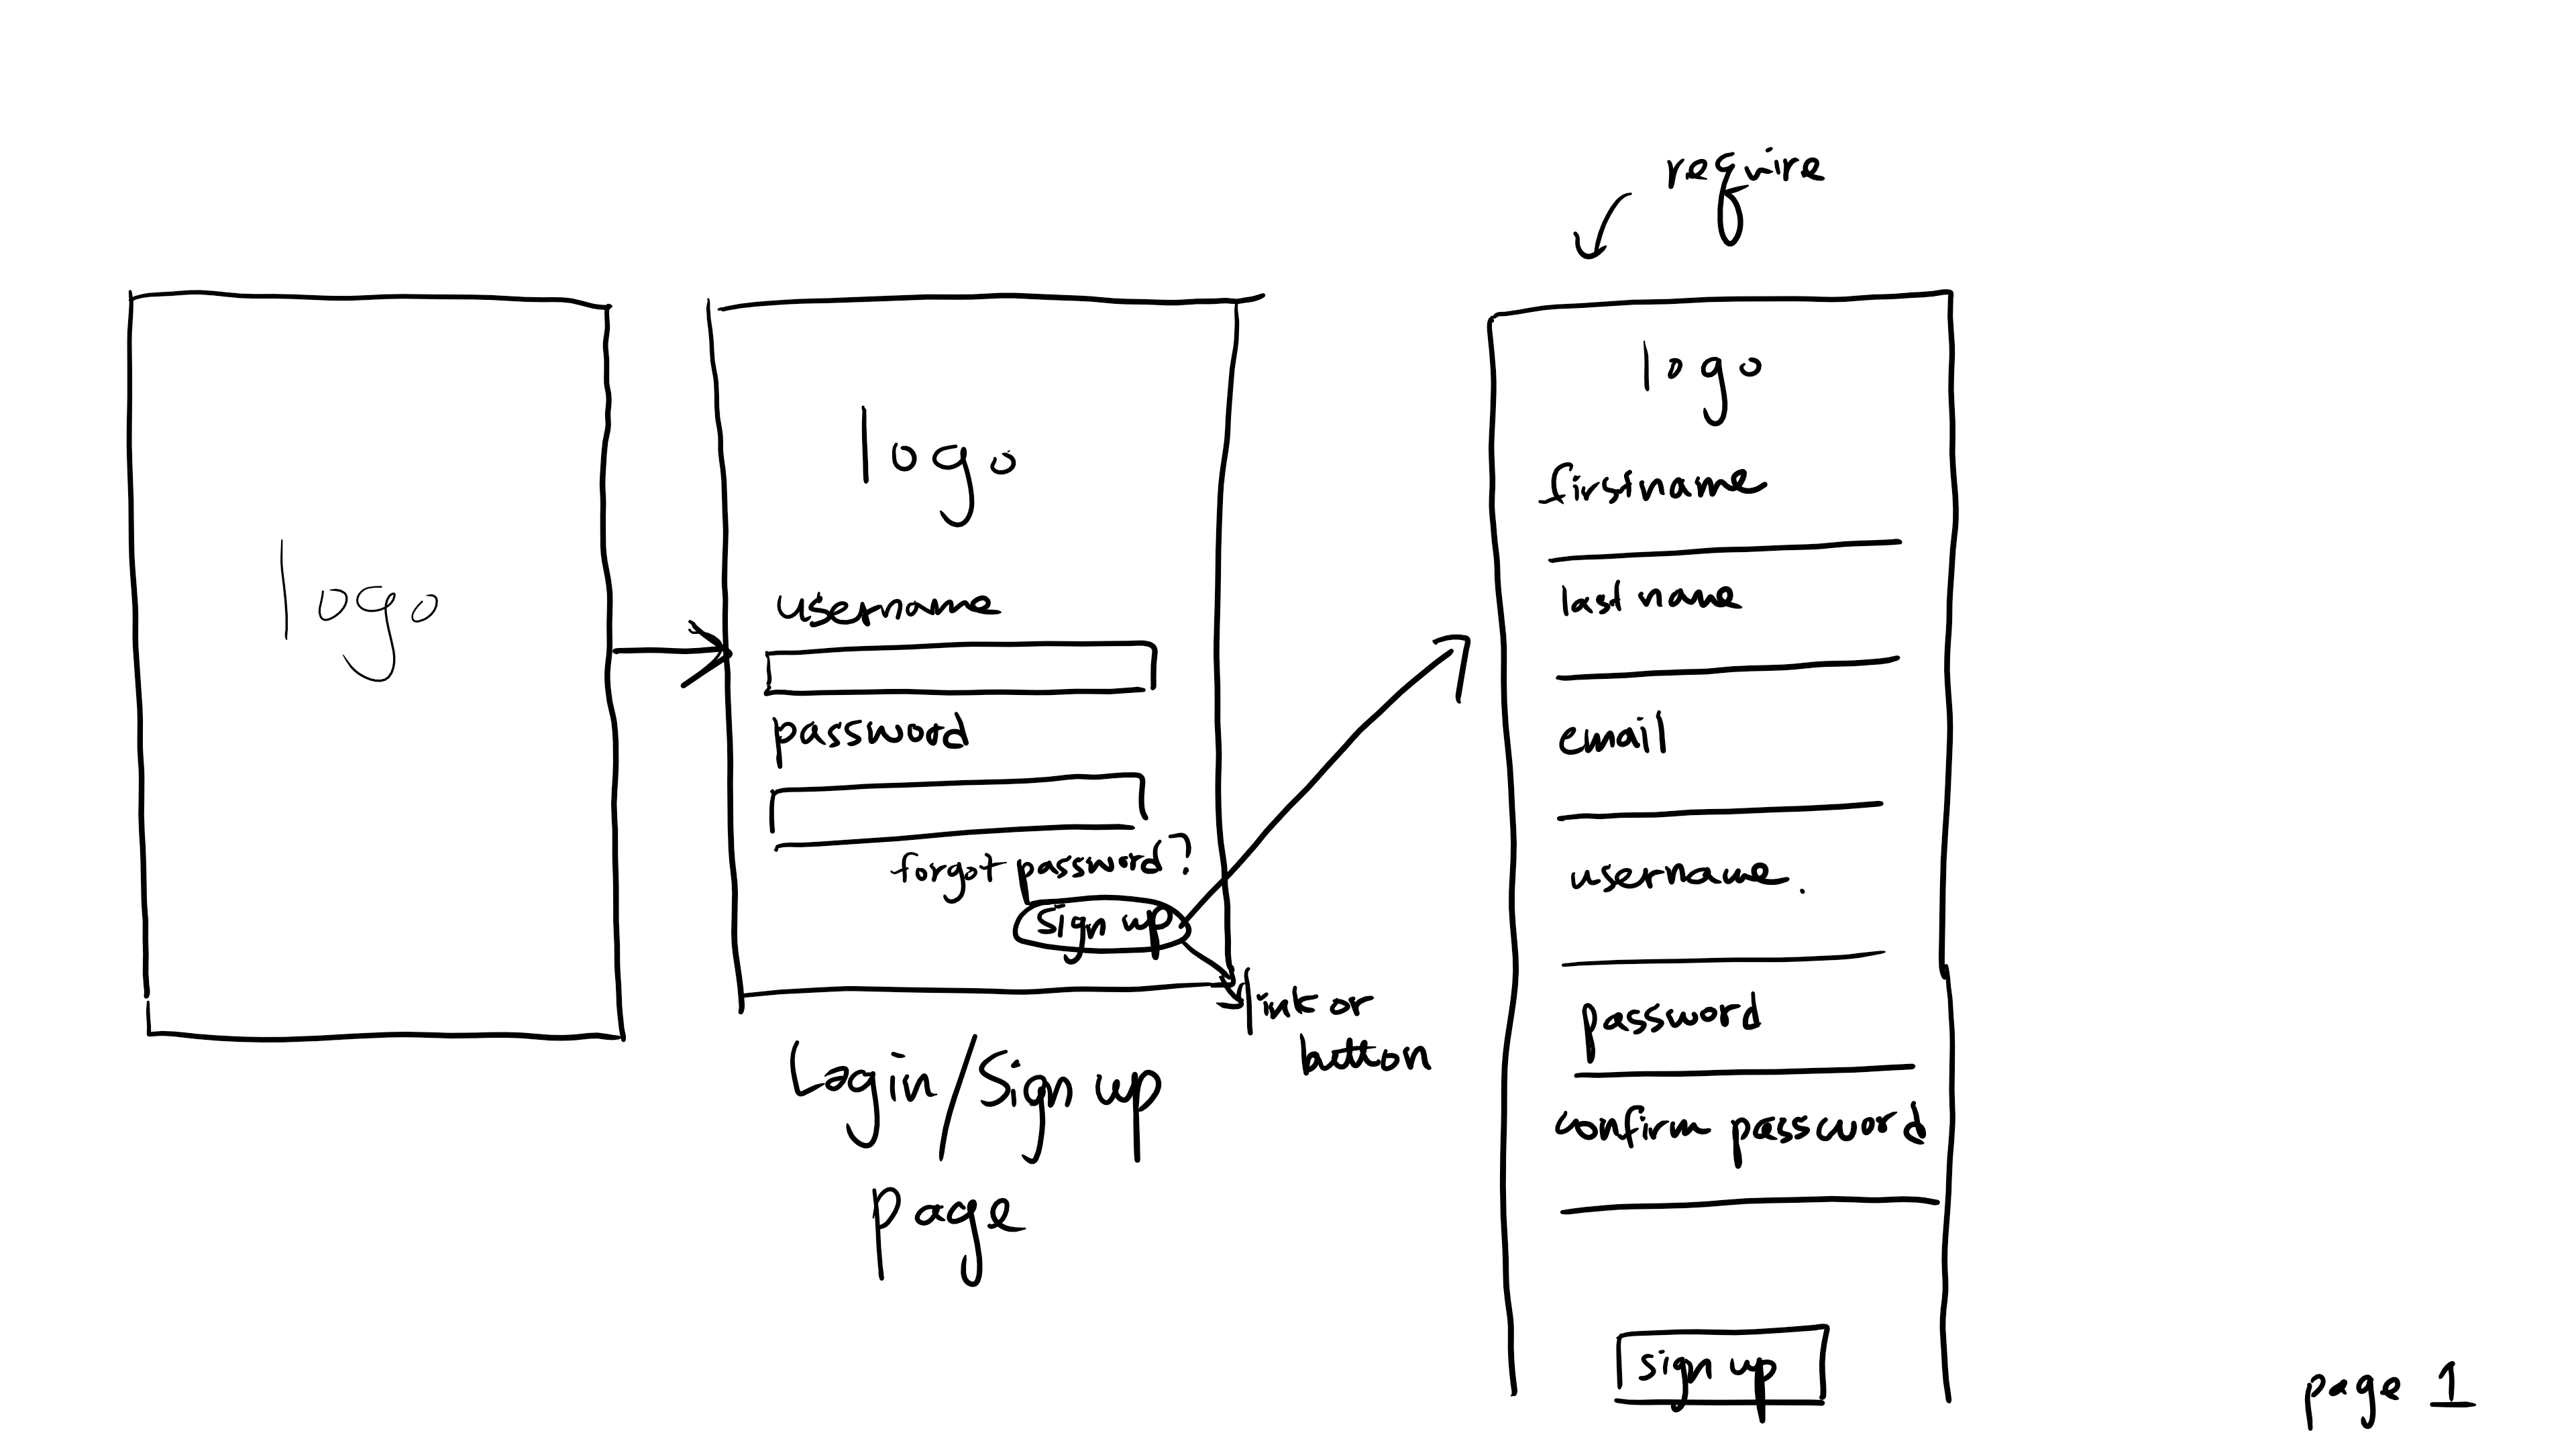 logo
logo
username
password
forgot password?
sign up
link or
button
Login/Sign up
page
require
logo
firstname
last name
email
username.
password
confirm password
sign up
page 1